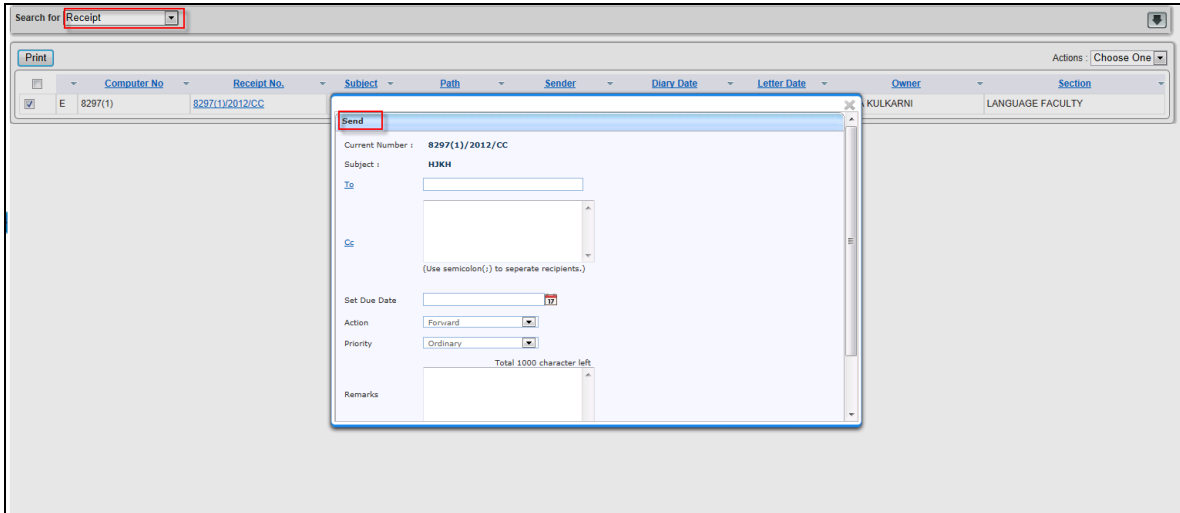 Search for Receipt
Print Actions : Choose One
Computer No Receipt No. Subject Path Sender Diary Date Letter Date Owner Section
E 8297(1) 8297(1)/2012/CC KULKARNI LANGUAGE FACULTY
Send
Current Number : 8297(1)/2012/CC
Subject : HJKH
To
Cc
(Use semicolon(;) to seperate recipients.)
Set Due Date 17
Action Forward
Priority Ordinary
Total 1000 character left
Remarks